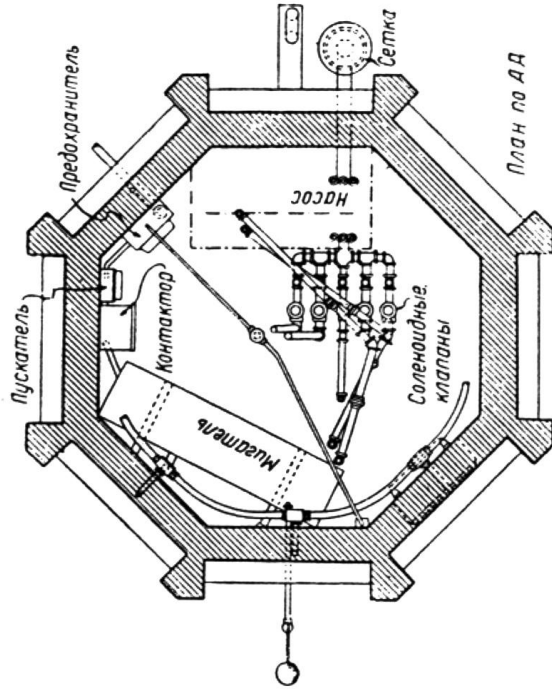 Пускатель
Предохранитель
Контактор
Мигатель
Насос
Сетка
Соленоидные
клапаны
План по АА